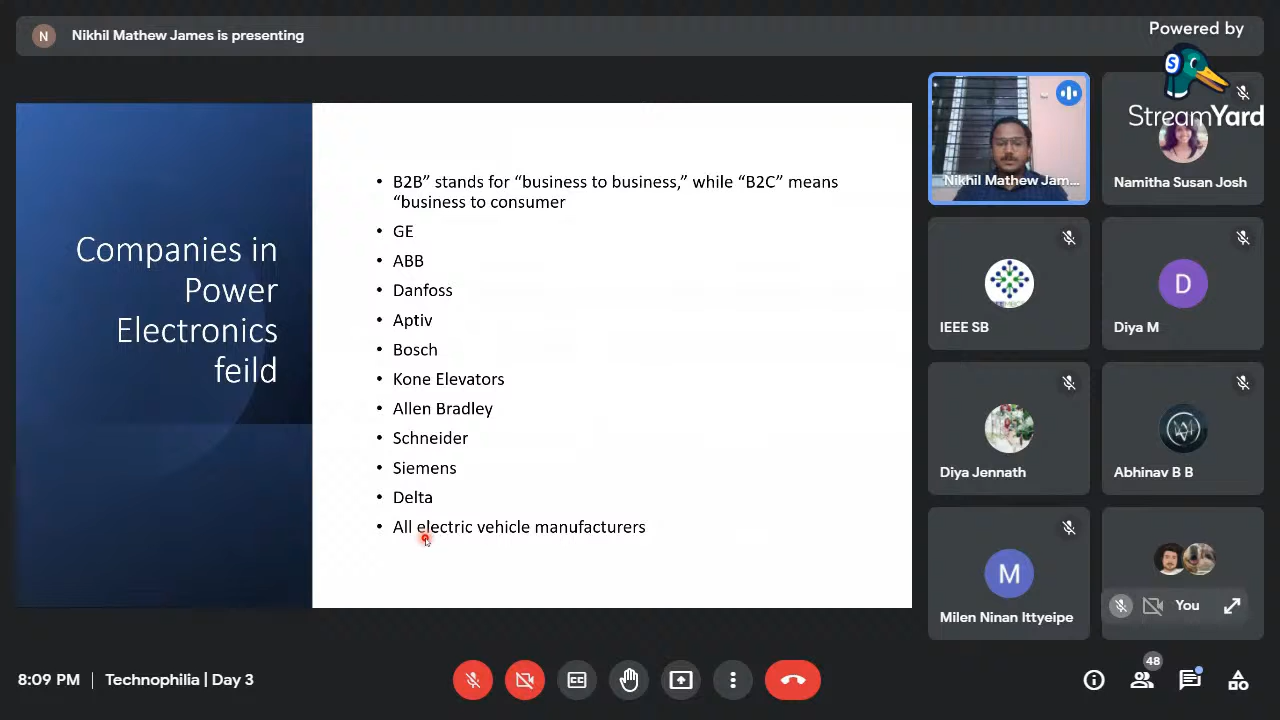 N
Nikhil Mathew James is presenting
Powered by
S
StreamYard
Companies in
Power
Electronics
feild
• B2B” stands for “business to business,” while “B2C” means
“business to consumer
• GE
• ABB
• Danfoss
• Aptiv
• Bosch
• Kone Elevators
• Allen Bradley
• Schneider
• Siemens
• Delta
• All electric vehicle manufacturers
Nikhil Mathew Jam...
Namitha Susan Josh
IEEE SB
D
Diya M
Diya Jennath
Abhinav B B
M
Milen Ninan Ittyeipe
You
8:09 PM | Technophilia | Day 3
CC
48